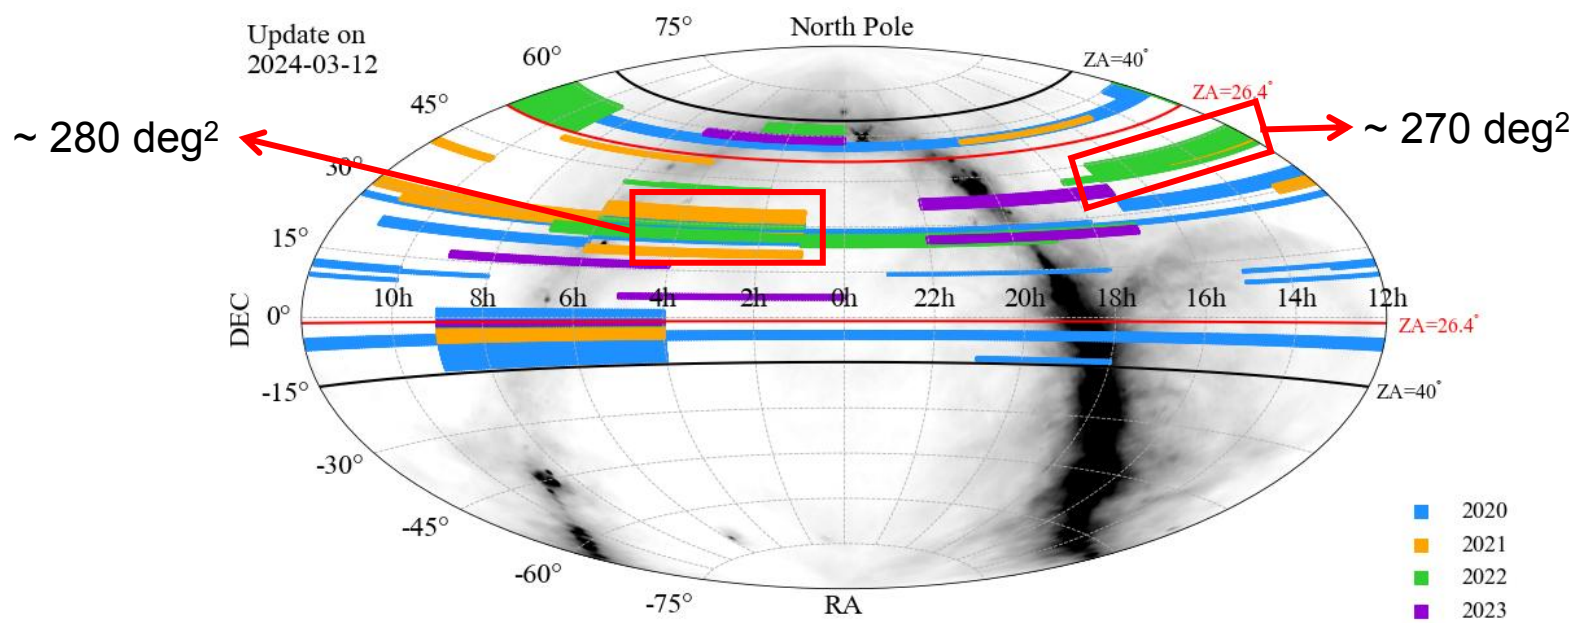 Update on
2024-03-12
North Pole
75°
60°
45°
30°
15°
0°
-15°
-30°
-45°
-60°
-75°
DEC
RA
10h 8h 6h 4h 2h 0h 22h 20h 18h 16h 14h 12h
ZA=40°
ZA=26.4°
ZA=26.4°
ZA=40°
~ 280 deg²
~ 270 deg²
2020
2021
2022
2023